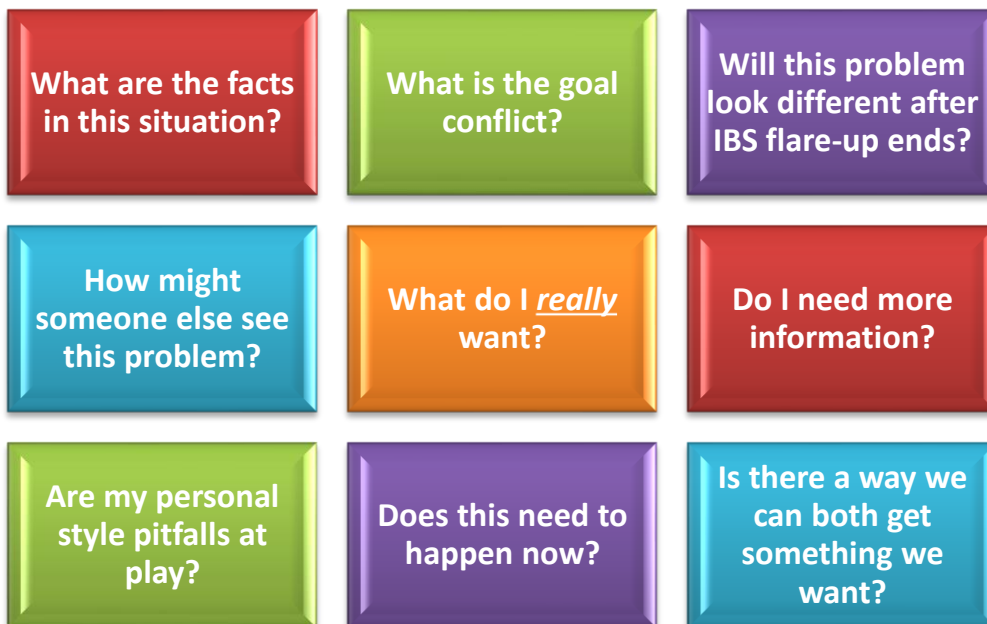 What are the facts
in this situation?
What is the goal
conflict?
Will this problem
look different after
IBS flare-up ends?
How might
someone else see
this problem?
What do I really
want?
Do I need more
information?
Are my personal
style pitfalls at
play?
Does this need to
happen now?
Is there a way we
can both get
something we
want?